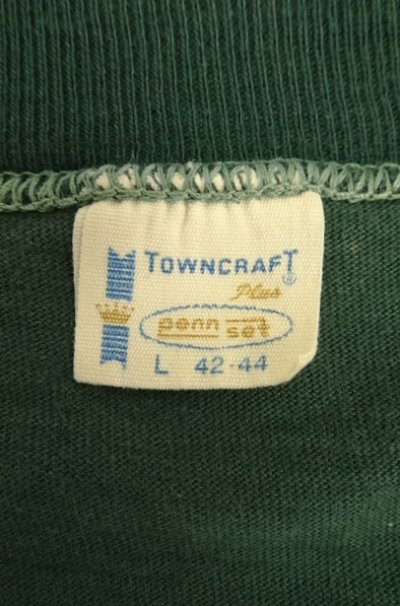 TOWNCRAFT®
Plus
penn set
L 42-44